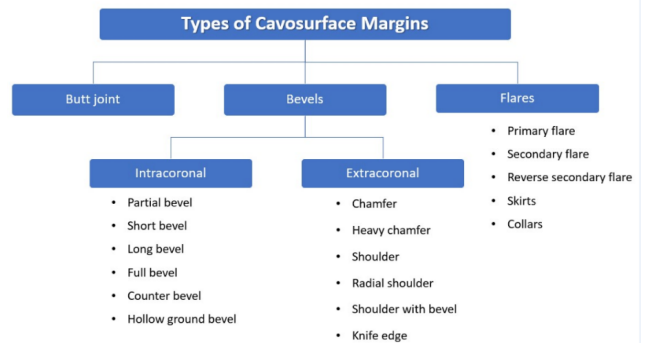 Types of Cavosurface Margins
Butt joint
Bevels
Flares
• Primary flare
• Secondary flare
• Reverse secondary flare
• Skirts
• Collars
Intracoronal
• Partial bevel
• Short bevel
• Long bevel
• Full bevel
• Counter bevel
• Hollow ground bevel
Extracoronal
• Chamfer
• Heavy chamfer
• Shoulder
• Radial shoulder
• Shoulder with bevel
• Knife edge